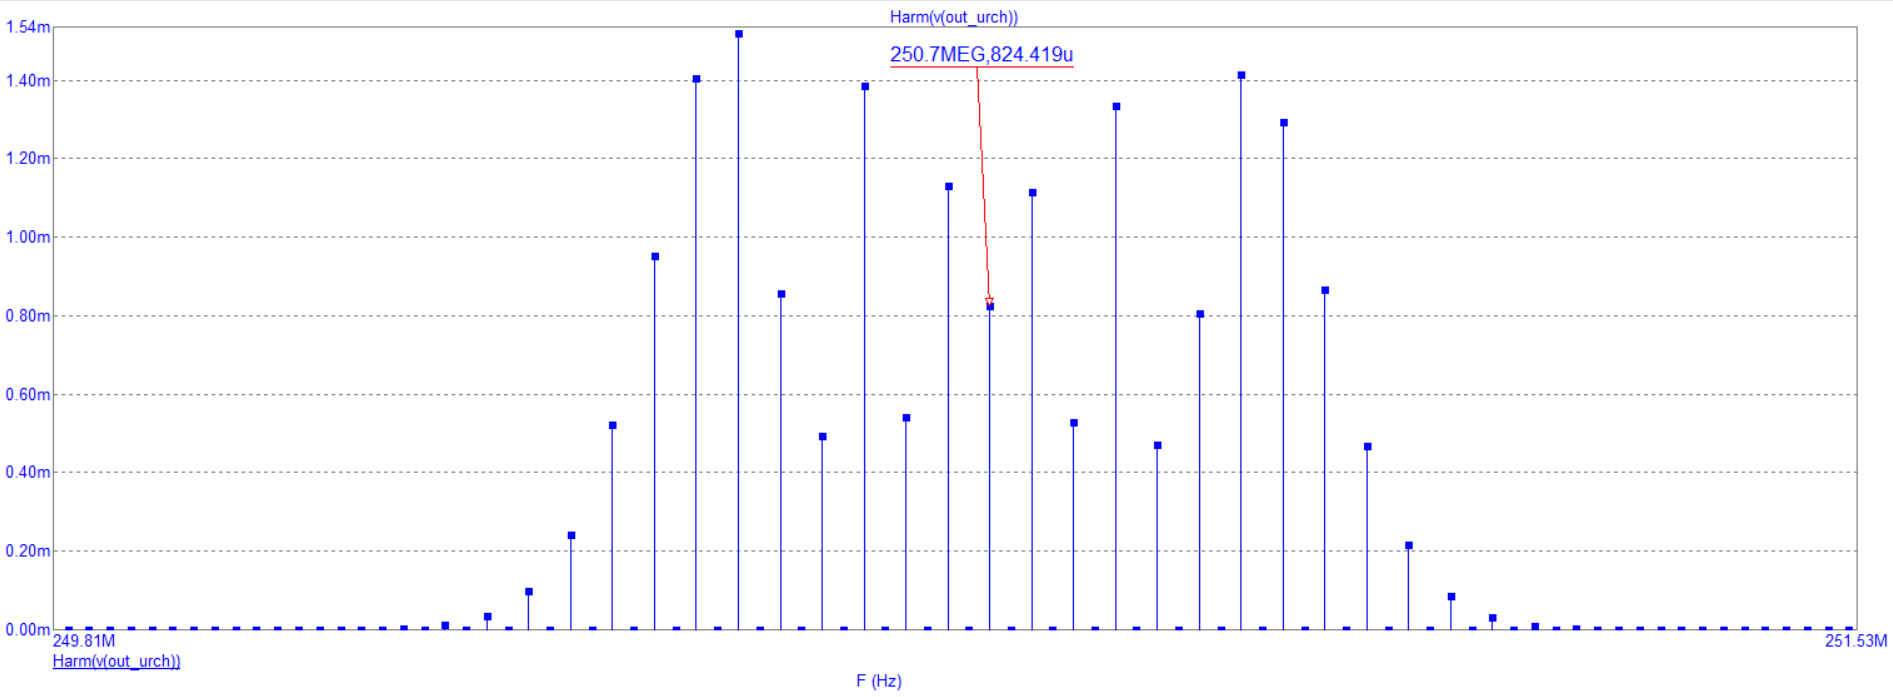 Harm(v(out_urch))
250.7MEG,824.419u
1.54m
1.40m
1.20m
1.00m
0.80m
0.60m
0.40m
0.20m
0.00m
249.81M
251.53M
Harm(v(out_urch))
F (Hz)